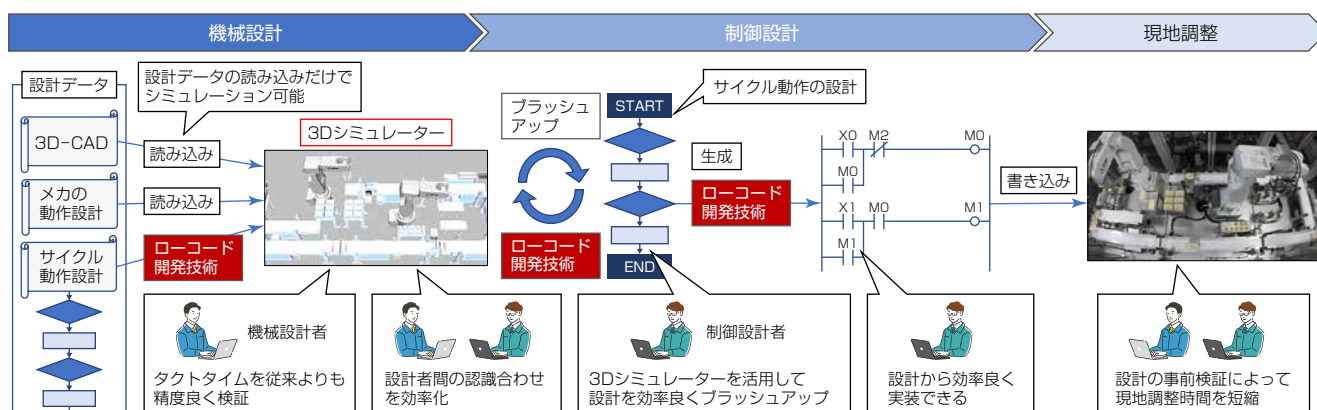 機械設計
制御設計
現地調整
設計データ
3D-CAD
メカの
動作設計
サイクル
動作設計
設計データの読み込みだけで
シミュレーション可能
読み込み
読み込み
ローコード
開発技術
3Dシミュレーター
機械設計者
タクトタイムを従来よりも
精度良く検証
設計者間の認識合わせ
を効率化
ブラッシュ
アップ
ローコード
開発技術
START
END
サイクル動作の設計
生成
ローコード
開発技術
制御設計者
3Dシミュレーターを活用して
設計を効率良くブラッシュアップ
X0 M2 M0
M0
X1 M0 M1
M1
設計から効率良く
実装できる
書き込み
設計の事前検証によって
現地調整時間を短縮